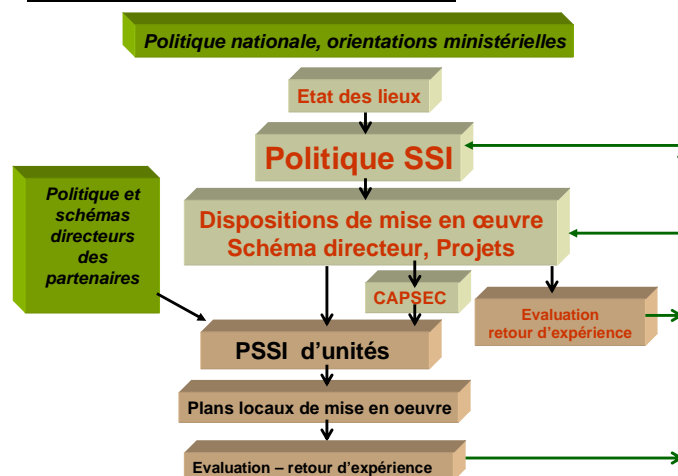 Politique nationale, orientations ministérielles
Etat des lieux
Politique SSI
Politique et
schémas
directeurs
des
partenaires
Dispositions de mise en œuvre
Schéma directeur, Projets
CAPSEC
Evaluation
retour d’expérience
PSSI d’unités
Plans locaux de mise en oeuvre
Evaluation – retour d’expérience